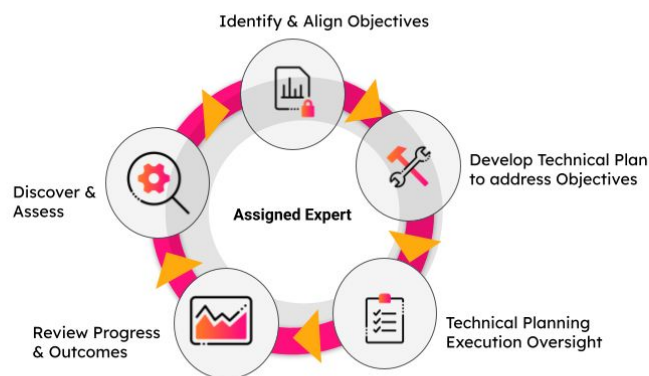 Identify & Align Objectives
Develop Technical Plan
to address Objectives
Discover &
Assess
Assigned Expert
Technical Planning
Execution Oversight
Review Progress
& Outcomes